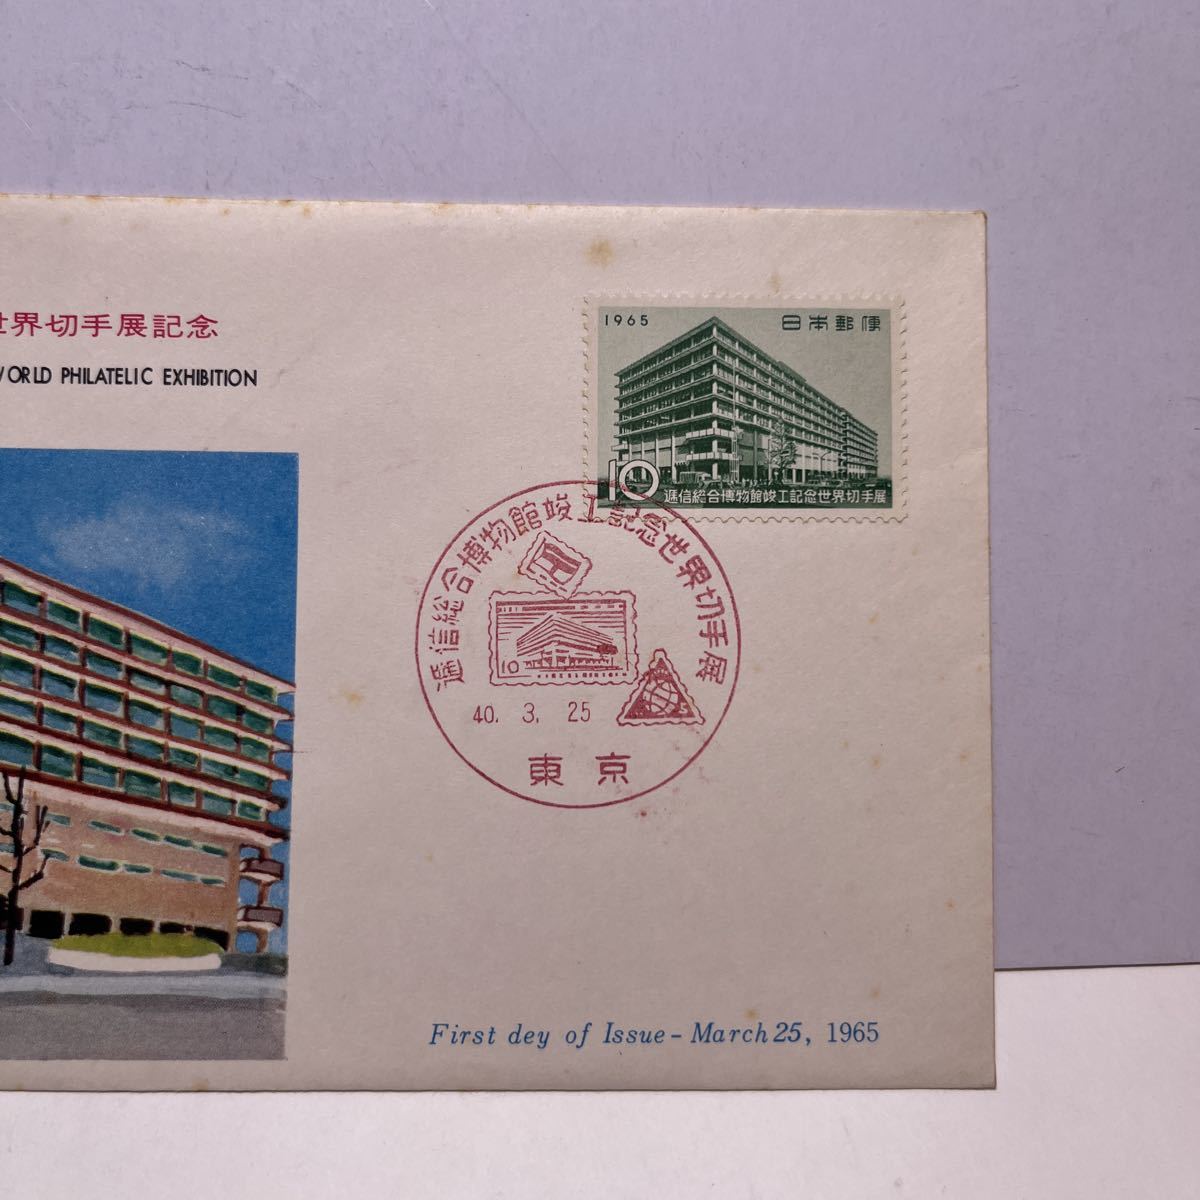 世界切手展記念
WORLD PHILATELIC EXHIBITION
1965 日本郵便
10 逓信総合博物館竣工記念世界切手展
逓信総合博物館竣工記念世界切手展
10
40. 3. 25
東京
First dey of Issue - March 25, 1965